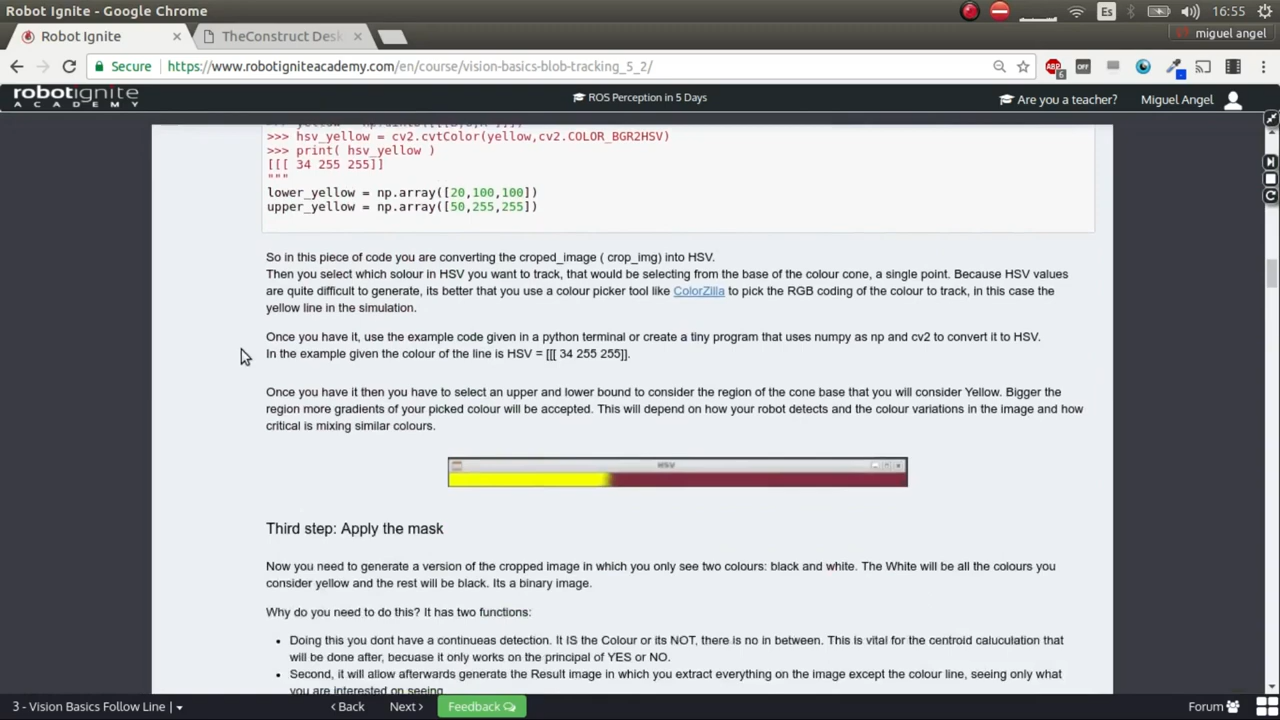 Robot Ignite - Google Chrome
Es
16:55
Robot Ignite
TheConstruct Desk
miguel angel
Secure
https://www.robotigniteacademy.com/en/course/vision-basics-blob-tracking_5_2/
ABP
6
OFF
robotignite
ACADEMY
ROS Perception in 5 Days
Are you a teacher?
Miguel Angel
>>> hsv_yellow = cv2.cvtColor(yellow,cv2.COLOR_BGR2HSV)
>>> print( hsv_yellow )
[[[ 34 255 255]]
"""
lower_yellow = np.array([20,100,100])
upper_yellow = np.array([50,255,255])
So in this piece of code you are converting the croped_image ( crop_img) into HSV.
Then you select which solour in HSV you want to track, that would be selecting from the base of the colour cone, a single point. Because HSV values
are quite difficult to generate, its better that you use a colour picker tool like ColorZilla to pick the RGB coding of the colour to track, in this case the
yellow line in the simulation.
Once you have it, use the example code given in a python terminal or create a tiny program that uses numpy as np and cv2 to convert it to HSV.
In the example given the colour of the line is HSV = [[[ 34 255 255]].
Once you have it then you have to select an upper and lower bound to consider the region of the cone base that you will consider Yellow. Bigger the
region more gradients of your picked colour will be accepted. This will depend on how your robot detects and the colour variations in the image and how
critical is mixing similar colours.
HSV
Third step: Apply the mask
Now you need to generate a version of the cropped image in which you only see two colours: black and white. The White will be all the colours you
consider yellow and the rest will be black. Its a binary image.
Why do you need to do this? It has two functions:
Doing this you dont have a continueas detection. It IS the Colour or its NOT, there is no in between. This is vital for the centroid caluculation that
will be done after, becuase it only works on the principal of YES or NO.
Second, it will allow afterwards generate the Result image in which you extract everything on the image except the colour line, seeing only what
you are interested on seeing
3 - Vision Basics Follow Line |
Back
Next
Feedback
Forum